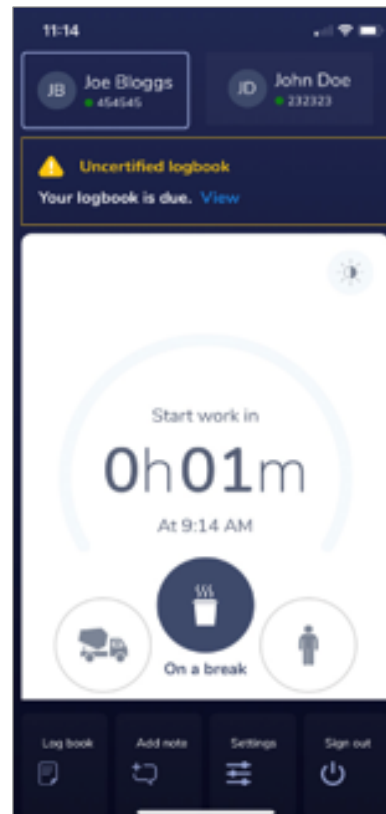 11:14
JB Joe Bloggs
454545
JD John Doe
232323
Uncertified logbook
Your logbook is due. View
Start work in
0h01m
At 9:14 AM
On a break
Log book
Add note
Settings
Sign out